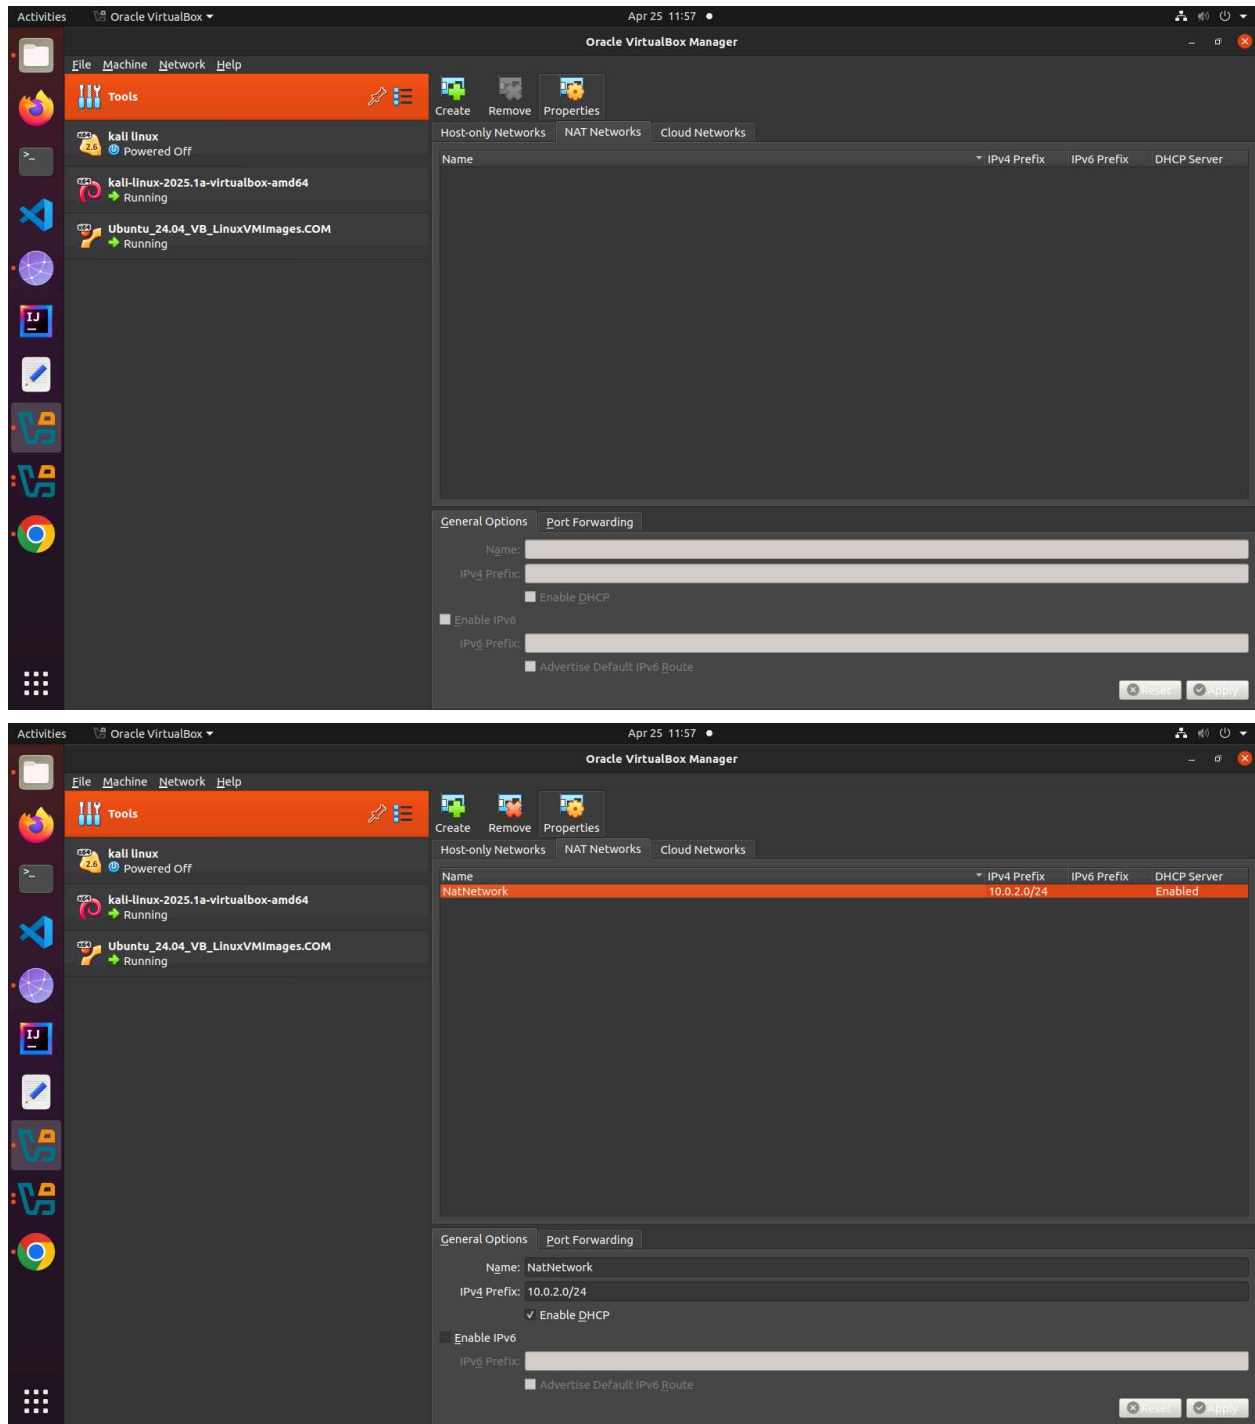 Activities Oracle VirtualBox Apr 25 11:57
Oracle VirtualBox Manager
File Machine Network Help
Tools
Create Remove Properties
kali linux
Powered Off
kali-linux-2025.1a-virtualbox-amd64
Running
Ubuntu_24.04_VB_LinuxVMImages.COM
Running
Host-only Networks NAT Networks Cloud Networks
Name IPv4 Prefix IPv6 Prefix DHCP Server
General Options Port Forwarding
Name:
IPv4 Prefix:
Enable DHCP
Enable IPv6
IPv6 Prefix:
Advertise Default IPv6 Route
Reset Apply
Activities Oracle VirtualBox Apr 25 11:57
Oracle VirtualBox Manager
File Machine Network Help
Tools
Create Remove Properties
kali linux
Powered Off
kali-linux-2025.1a-virtualbox-amd64
Running
Ubuntu_24.04_VB_LinuxVMImages.COM
Running
Host-only Networks NAT Networks Cloud Networks
Name IPv4 Prefix IPv6 Prefix DHCP Server
NatNetwork 10.0.2.0/24 Enabled
General Options Port Forwarding
Name: NatNetwork
IPv4 Prefix: 10.0.2.0/24
Enable DHCP
Enable IPv6
IPv6 Prefix:
Advertise Default IPv6 Route
Reset Apply